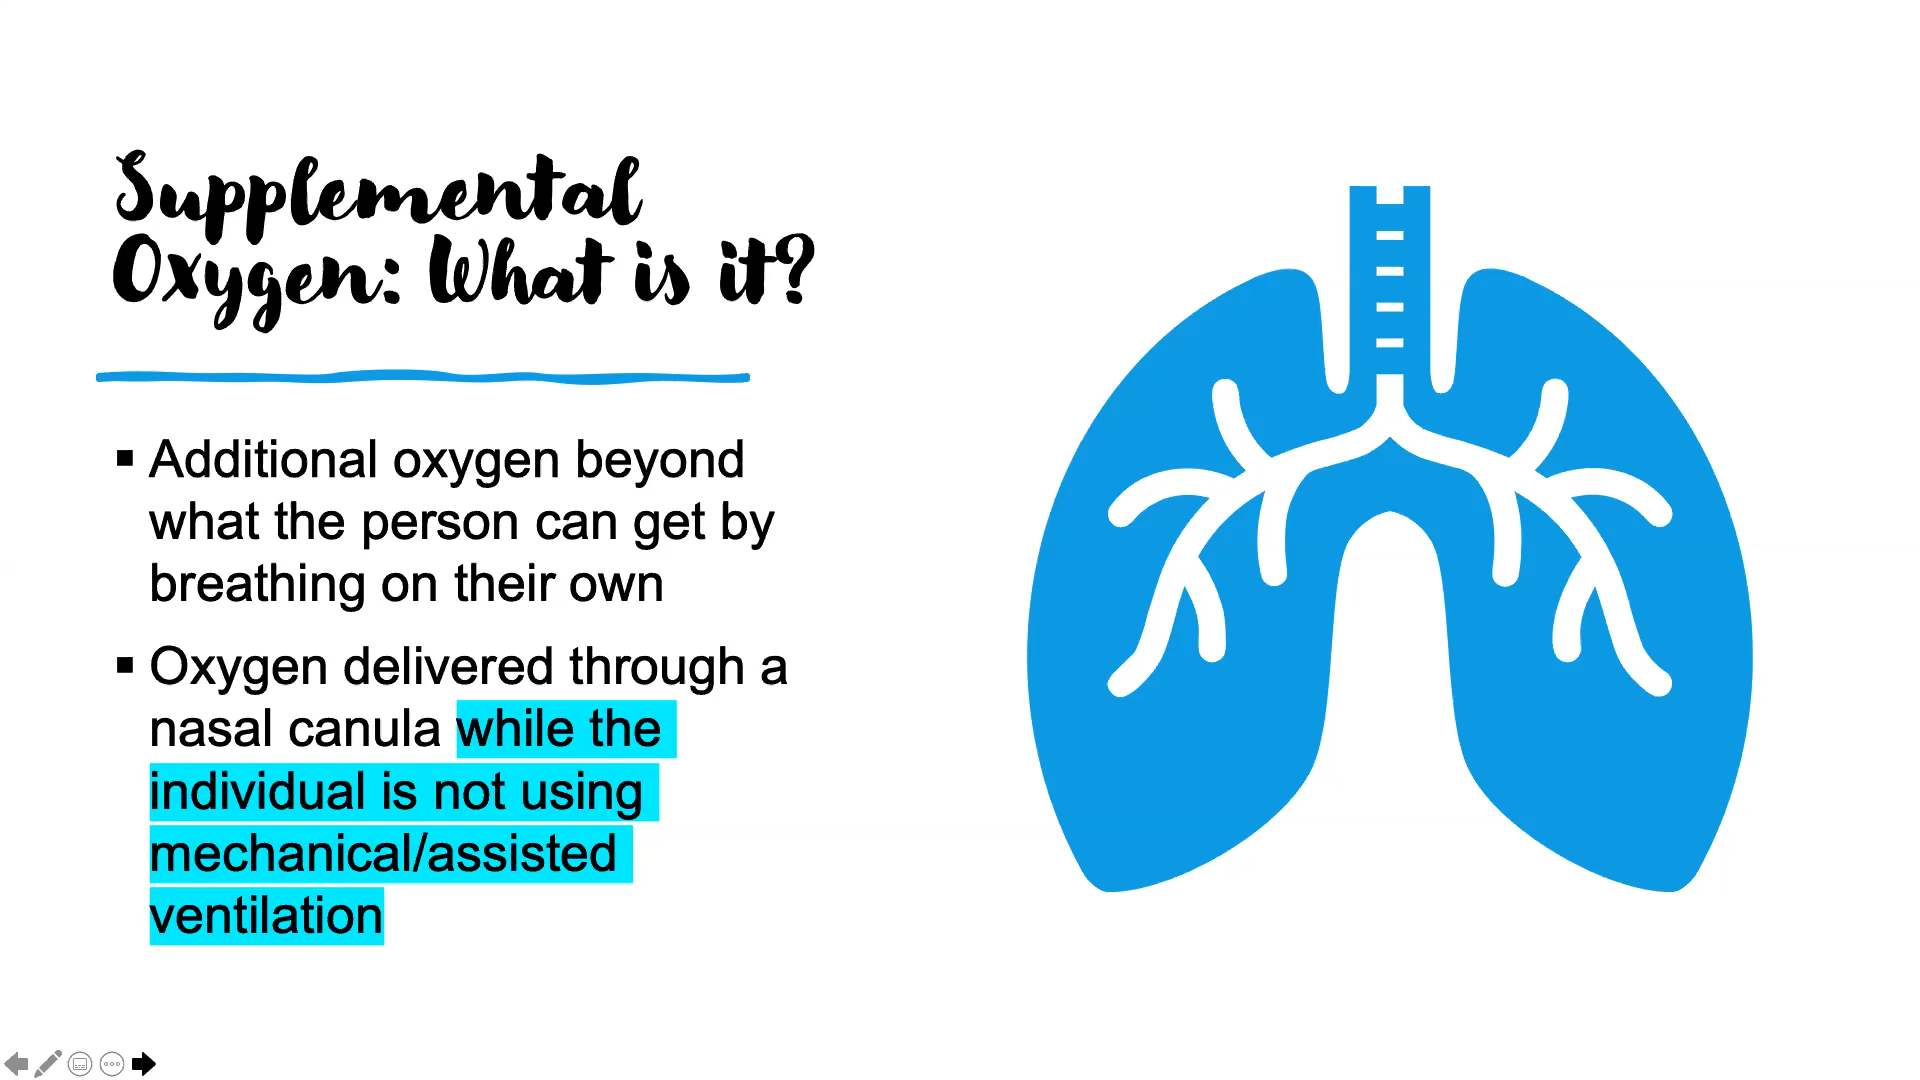 Supplemental
Oxygen: What is it?
▪ Additional oxygen beyond
what the person can get by
breathing on their own
▪ Oxygen delivered through a
nasal canula while the
individual is not using
mechanical/assisted
ventilation